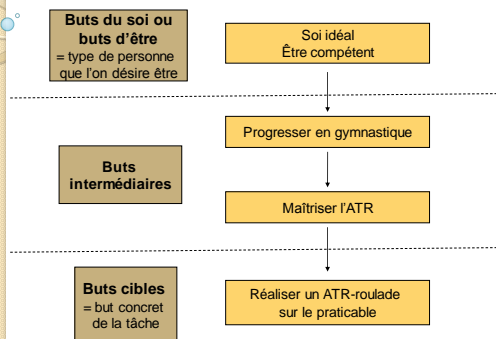 Buts du soi ou
buts d’être
= type de personne
que l’on désire être
Soi idéal
Être compétent
Progresser en gymnastique
Buts
intermédiaires
Maîtriser l’ATR
Buts cibles
= but concret
de la tâche
Réaliser un ATR-roulade
sur le praticable